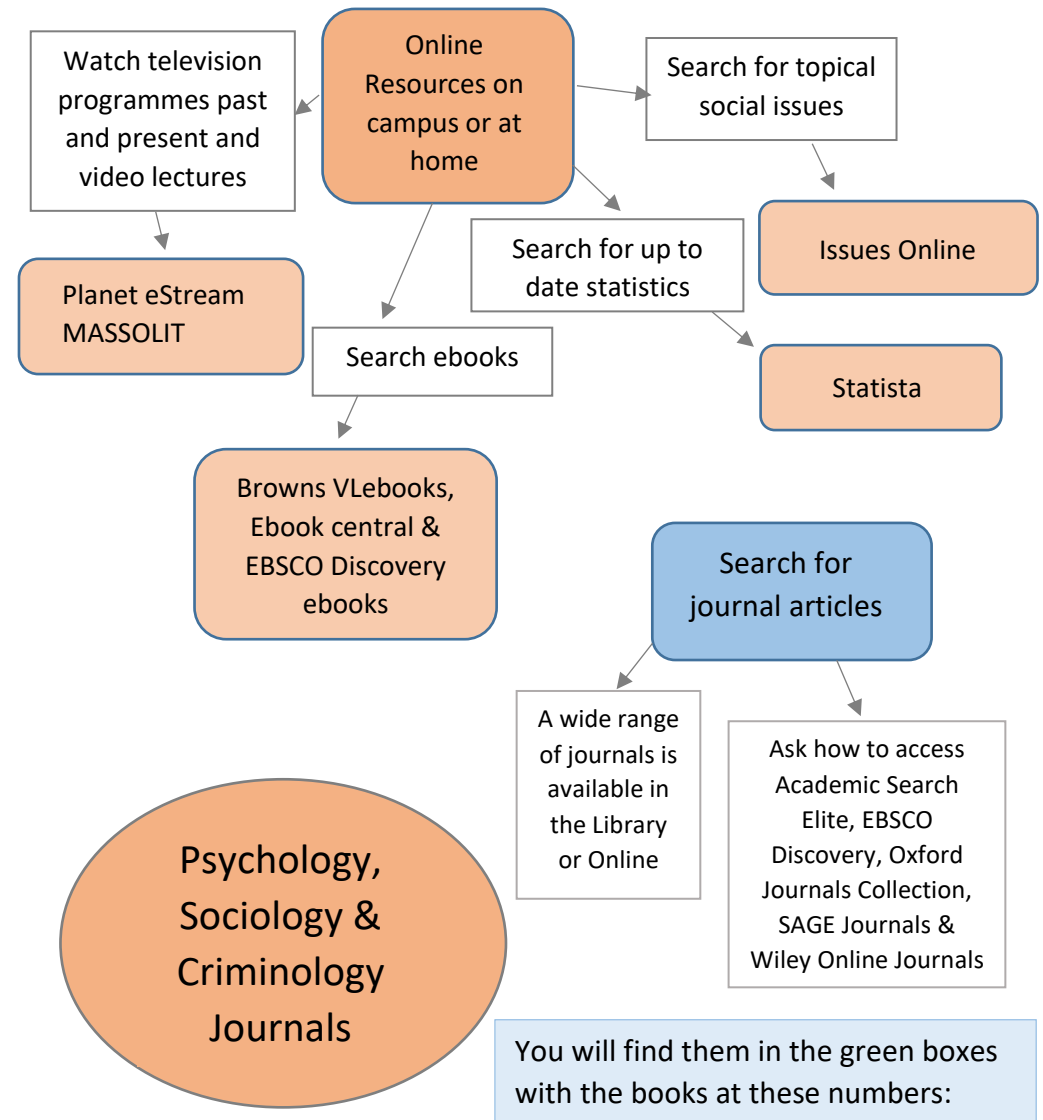 Online
Resources on
campus or at
home
Watch television
programmes past
and present and
video lectures
Planet eStream
MASSOLIT
Search for topical
social issues
Issues Online
Search for up to
date statistics
Statista
Search ebooks
Browns VLebooks,
Ebook central &
EBSCO Discovery
ebooks
Search for
journal articles
A wide range
of journals is
available in
the Library
or Online
Ask how to access
Academic Search
Elite, EBSCO
Discovery, Oxford
Journals Collection,
SAGE Journals &
Wiley Online Journals
Psychology,
Sociology &
Criminology
Journals
You will find them in the green boxes
with the books at these numbers: